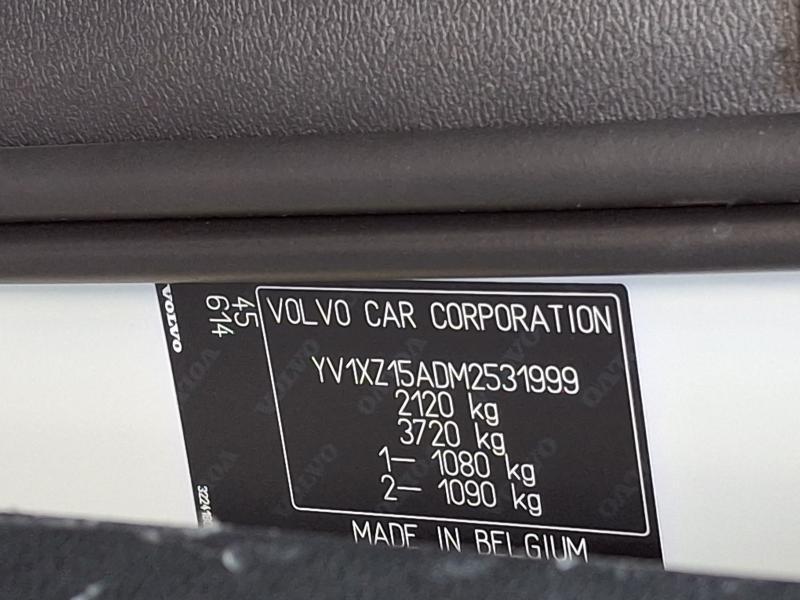 VOLVO
45
614
VOLVO CAR CORPORATION
YV1XZ15ADM2531999
2120 kg
3720 kg
1— 1080 kg
2— 1090 kg
MADE IN BELGIUM